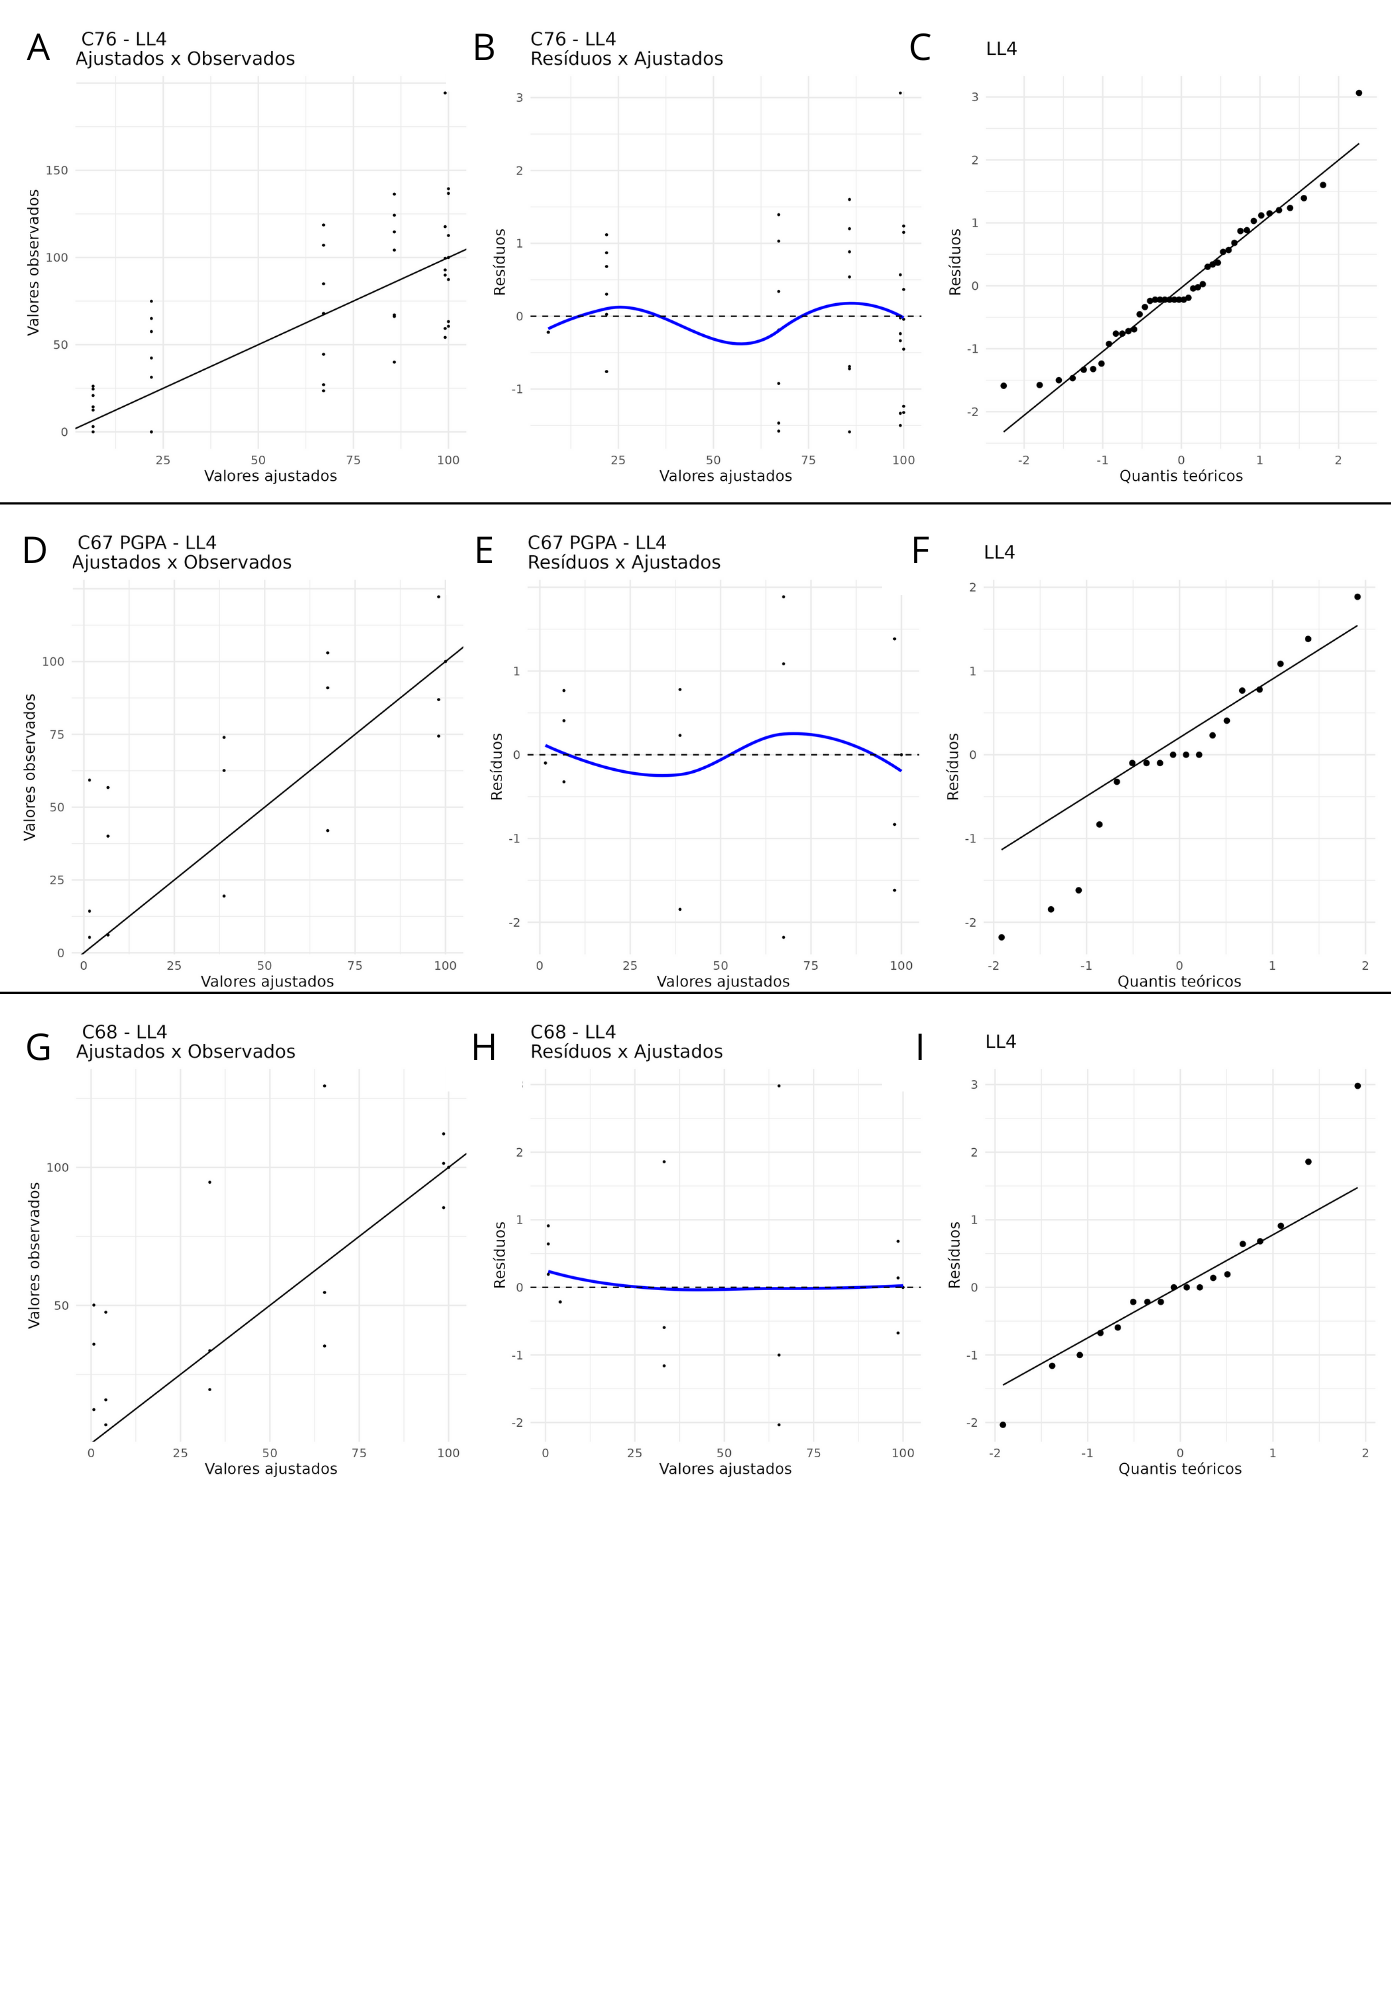 A
C76 - LL4
Ajustados x Observados
Valores observados
150
100
50
0
25 50 75 100
Valores ajustados
B
C76 - LL4
Resíduos x Ajustados
Resíduos
3
2
1
0
-1
25 50 75 100
Valores ajustados
C
LL4
Resíduos
3
2
1
0
-1
-2
-2 -1 0 1 2
Quantis teóricos
D
C67 PGPA - LL4
Ajustados x Observados
Valores observados
100
75
50
25
0
0 25 50 75 100
Valores ajustados
E
C67 PGPA - LL4
Resíduos x Ajustados
Resíduos
1
0
-1
-2
0 25 50 75 100
Valores ajustados
F
LL4
Resíduos
2
1
0
-1
-2
-2 -1 0 1 2
Quantis teóricos
G
C68 - LL4
Ajustados x Observados
Valores observados
100
50
0 25 50 75 100
Valores ajustados
H
C68 - LL4
Resíduos x Ajustados
Resíduos
2
1
0
-1
-2
0 25 50 75 100
Valores ajustados
I
LL4
Resíduos
3
2
1
0
-1
-2
-2 -1 0 1 2
Quantis teóricos